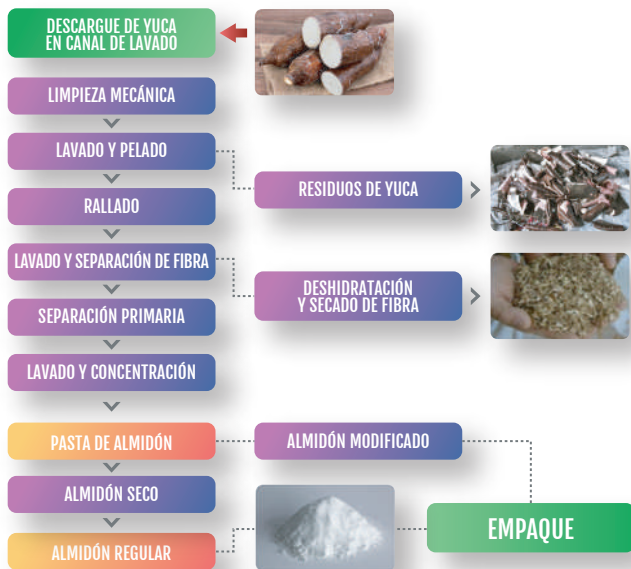 DESCARGUE DE YUCA
EN CANAL DE LAVADO
LIMPIEZA MECÁNICA
LAVADO Y PELADO
RESIDUOS DE YUCA
RALLADO
LAVADO Y SEPARACIÓN DE FIBRA
DESHIDRATACIÓN
Y SECADO DE FIBRA
SEPARACIÓN PRIMARIA
LAVADO Y CONCENTRACIÓN
PASTA DE ALMIDÓN
ALMIDÓN MODIFICADO
ALMIDÓN SECO
EMPAQUE
ALMIDÓN REGULAR